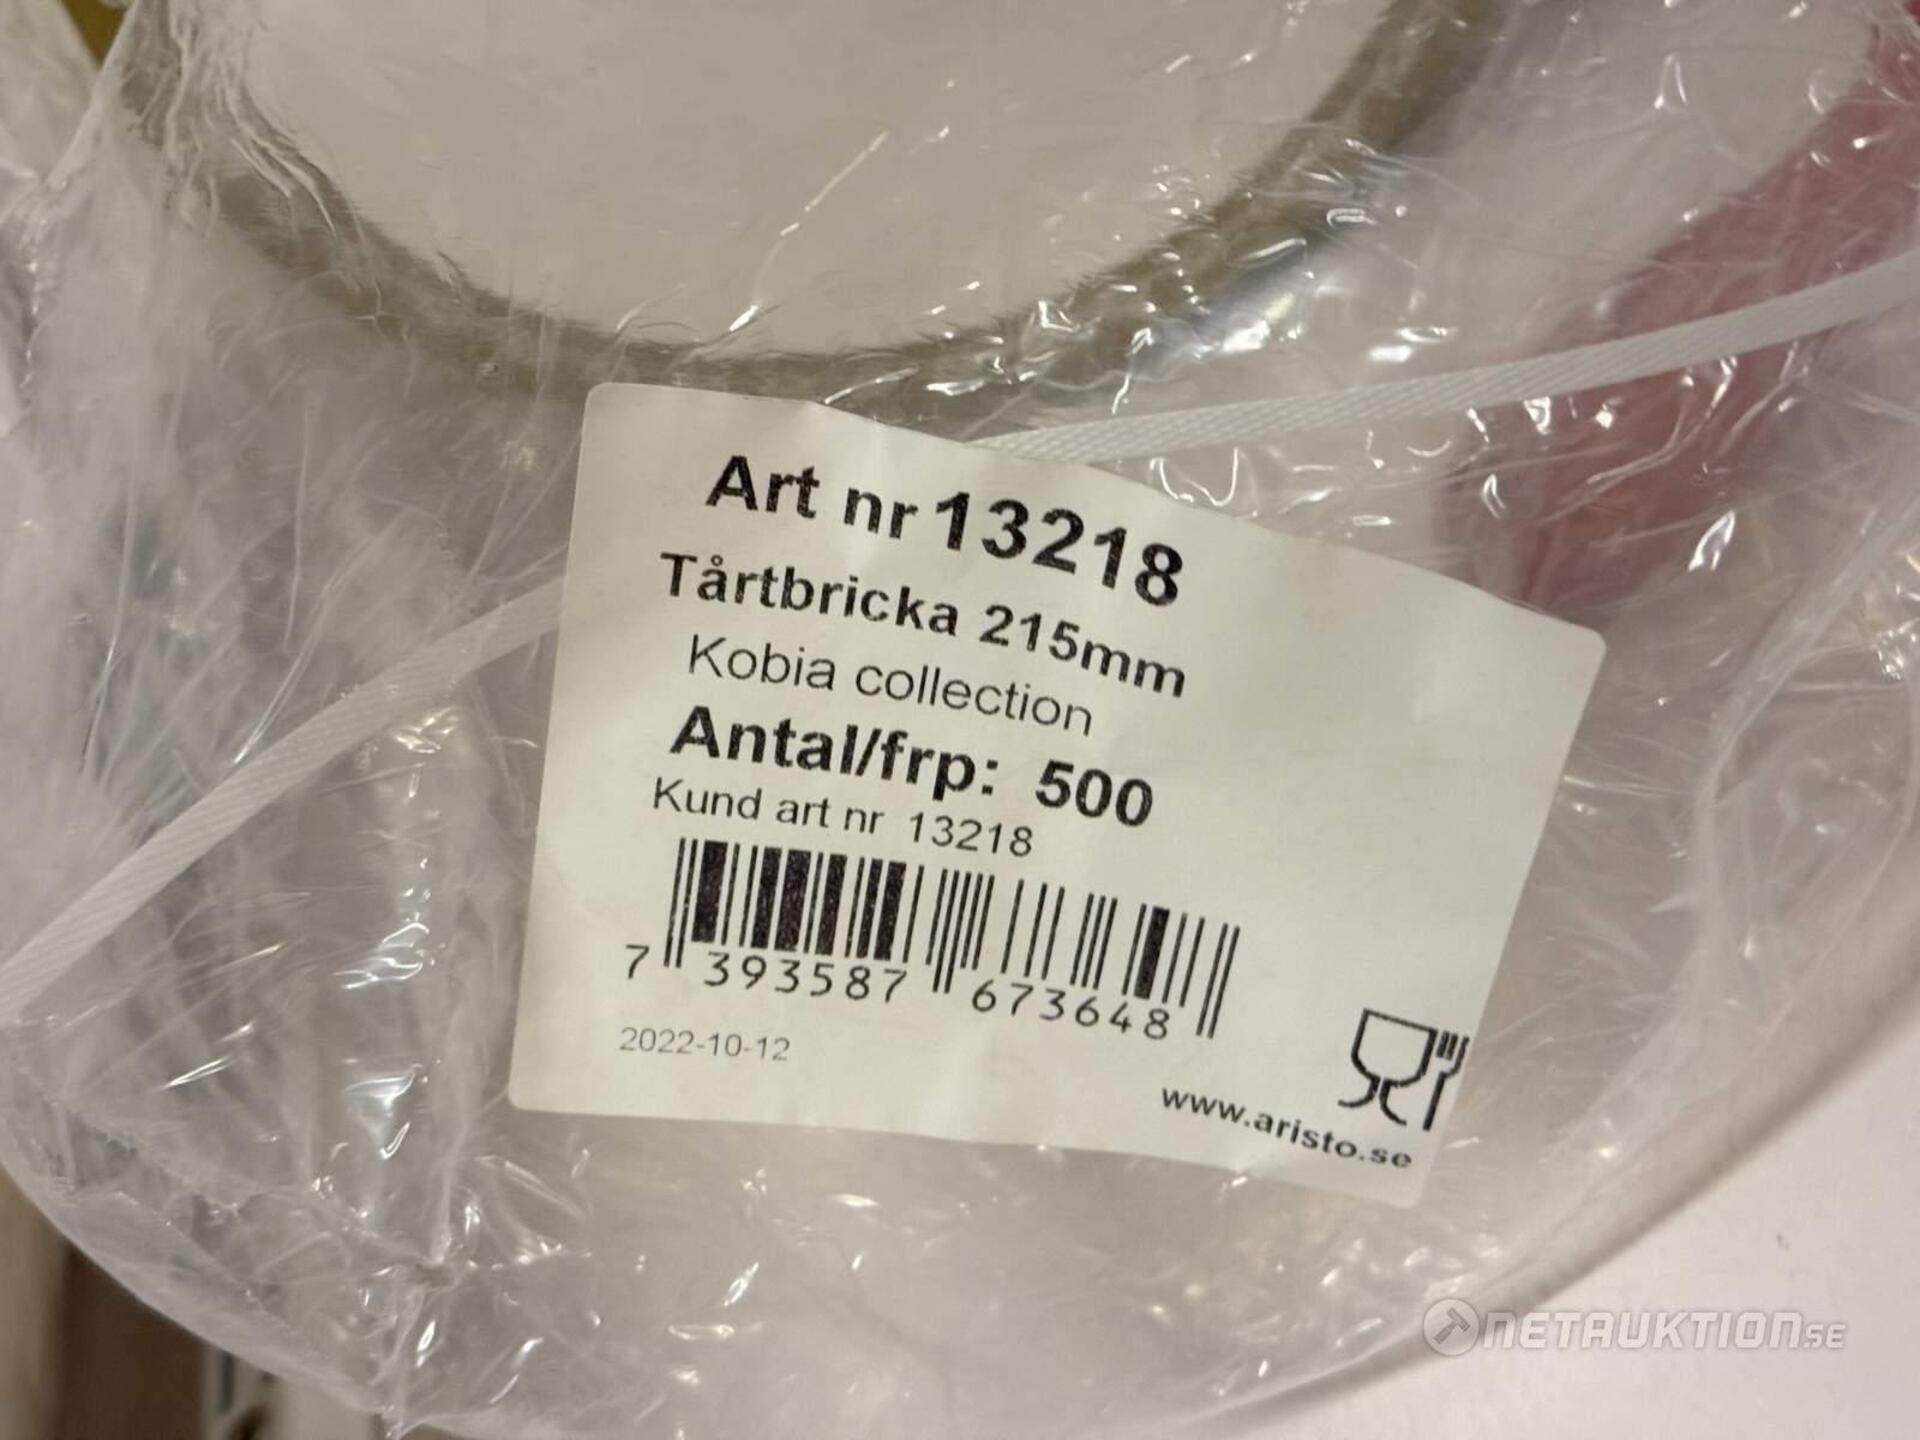 Art nr 13218
Tårtbricka 215mm
Kobia collection
Antal/frp: 500
Kund art nr 13218
7 393587 673648
2022-10-12
www.aristo.se
NETAUKTION.SE